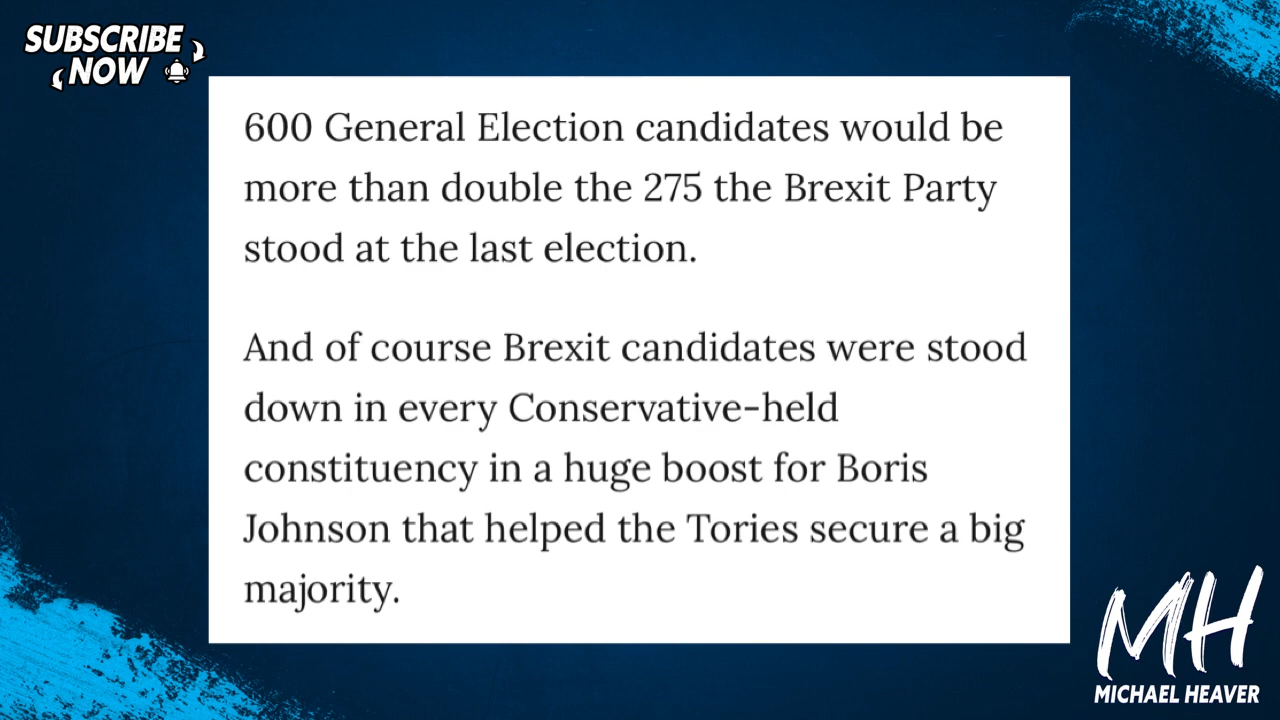 SUBSCRIBE
NOW
600 General Election candidates would be
more than double the 275 the Brexit Party
stood at the last election.
And of course Brexit candidates were stood
down in every Conservative-held
constituency in a huge boost for Boris
Johnson that helped the Tories secure a big
majority.
MH
MICHAEL HEAVER